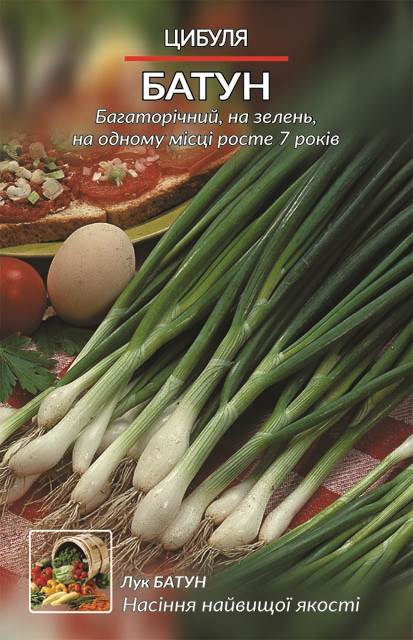 ЦИБУЛЯ
БАТУН
Багаторічний, на зелень,
на одному місці росте 7 років
Лук БАТУН
Насіння найвищої якості